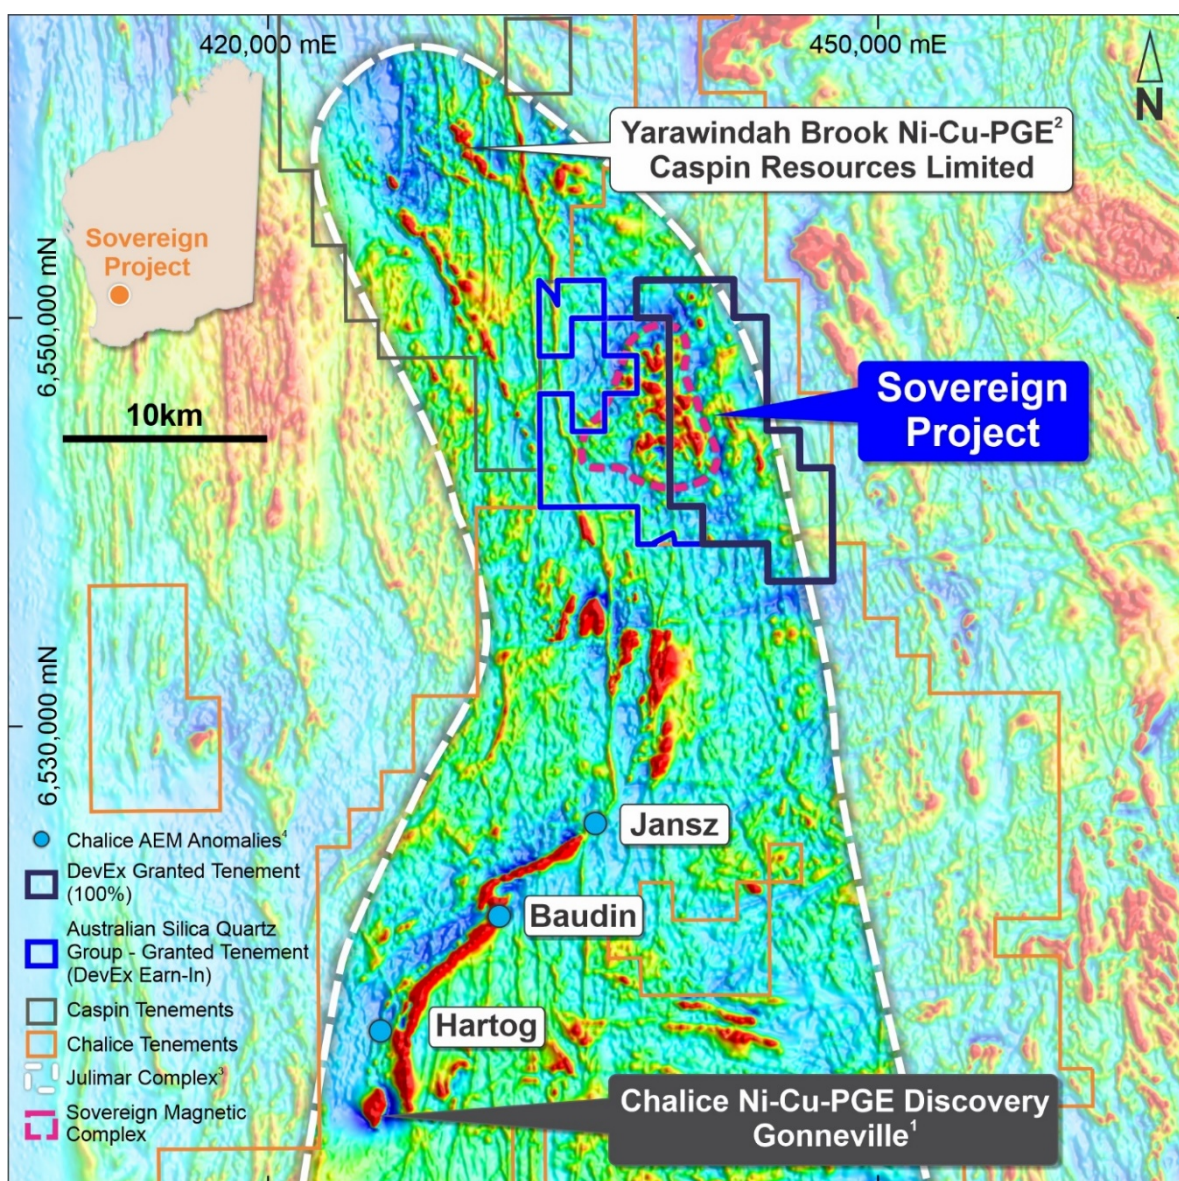 420,000 mE
450,000 mE
N
Yarawindah Brook Ni-Cu-PGE²
Caspin Resources Limited
Sovereign
Project
6,550,000 mN
10km
Sovereign
Project
6,530,000 mN
Jansz
Baudin
Hartog
Chalice Ni-Cu-PGE Discovery
Gonneville¹
Chalice AEM Anomalies⁴
DevEx Granted Tenement
(100%)
Australian Silica Quartz
Group - Granted Tenement
(DevEx Earn-In)
Caspin Tenements
Chalice Tenements
Julimar Complex³
Sovereign Magnetic
Complex